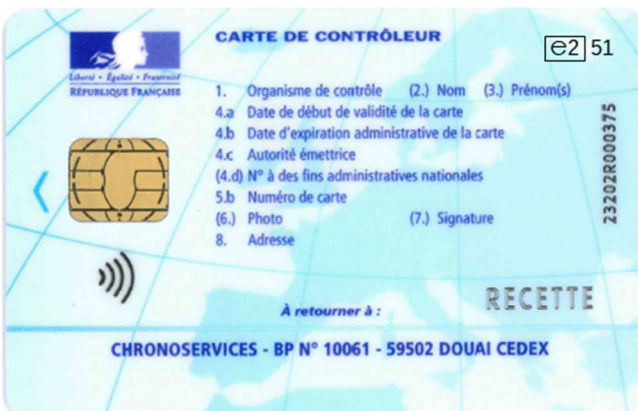 CARTE DE CONTRÔLEUR
e2 51
Liberté • Égalité • Fraternité
RÉPUBLIQUE FRANÇAISE
1. Organisme de contrôle (2.) Nom (3.) Prénom(s)
4.a Date de début de validité de la carte
4.b Date d'expiration administrative de la carte
4.c Autorité émettrice
(4.d) N° à des fins administratives nationales
5.b Numéro de carte
(6.) Photo (7.) Signature
8. Adresse
23202R000375
RECETTE
À retourner à :
CHRONOSERVICES - BP N° 10061 - 59502 DOUAI CEDEX